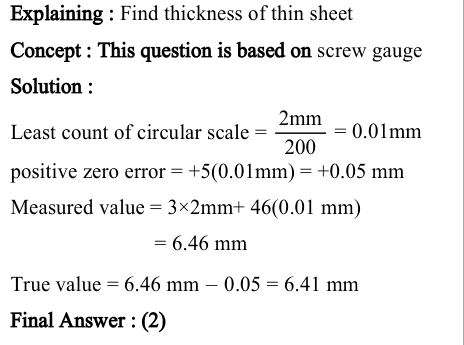 Explaining : Find thickness of thin sheet
Concept : This question is based on screw gauge
Solution :
Least count of circular scale = 2mm/200 = 0.01mm
positive zero error = +5(0.01mm) = +0.05 mm
Measured value = 3×2mm+ 46(0.01 mm)
= 6.46 mm
True value = 6.46 mm – 0.05 = 6.41 mm
Final Answer : (2)